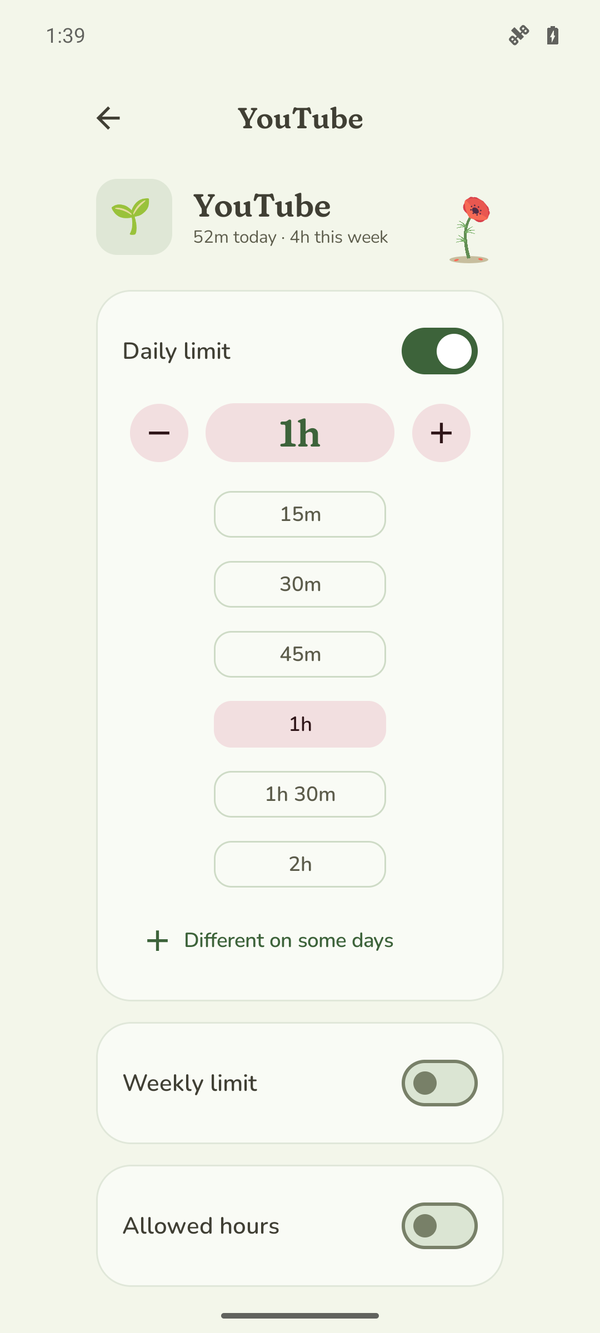 1:39
YouTube
YouTube
52m today · 4h this week
Daily limit
1h
15m
30m
45m
1h
1h 30m
2h
Different on some days
Weekly limit
Allowed hours